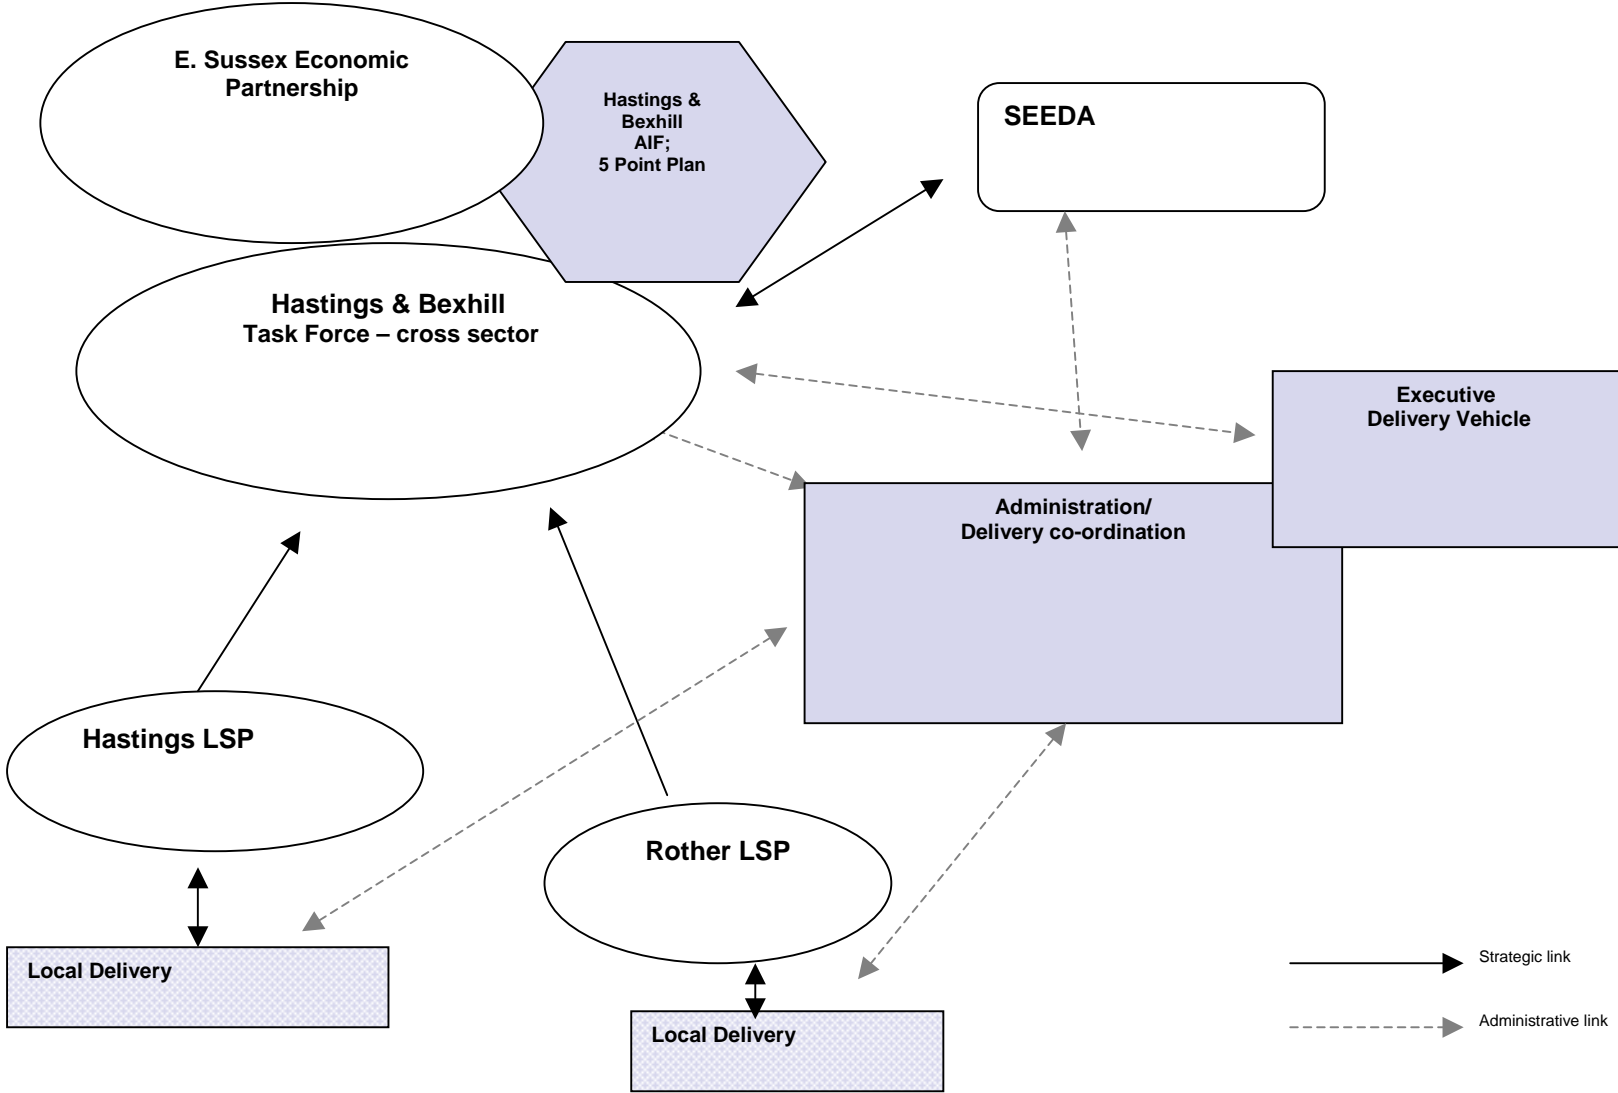 E. Sussex Economic
Partnership
Hastings &
Bexhill
AIF;
5 Point Plan
SEEDA
Hastings & Bexhill
Task Force – cross sector
Executive
Delivery Vehicle
Administration/
Delivery co-ordination
Hastings LSP
Rother LSP
Local Delivery
Local Delivery
Strategic link
Administrative link